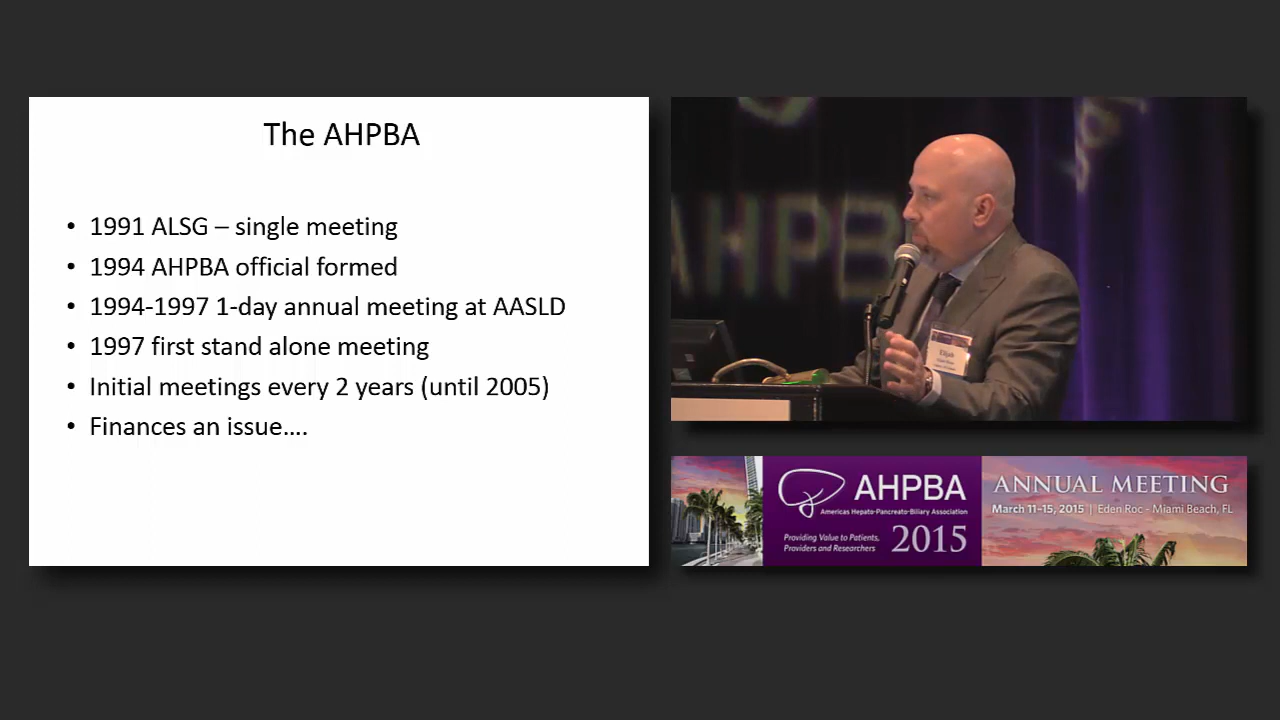 The AHPBA
• 1991 ALSG – single meeting
• 1994 AHPBA official formed
• 1994-1997 1-day annual meeting at AASLD
• 1997 first stand alone meeting
• Initial meetings every 2 years (until 2005)
• Finances an issue....
AHPB
Elijah
AHPBA
Americas Hepato-Pancreato-Biliary Association
Providing Value to Patients,
Providers and Researchers
2015
ANNUAL MEETING
March 11-15, 2015 | Eden Roc - Miami Beach, FL